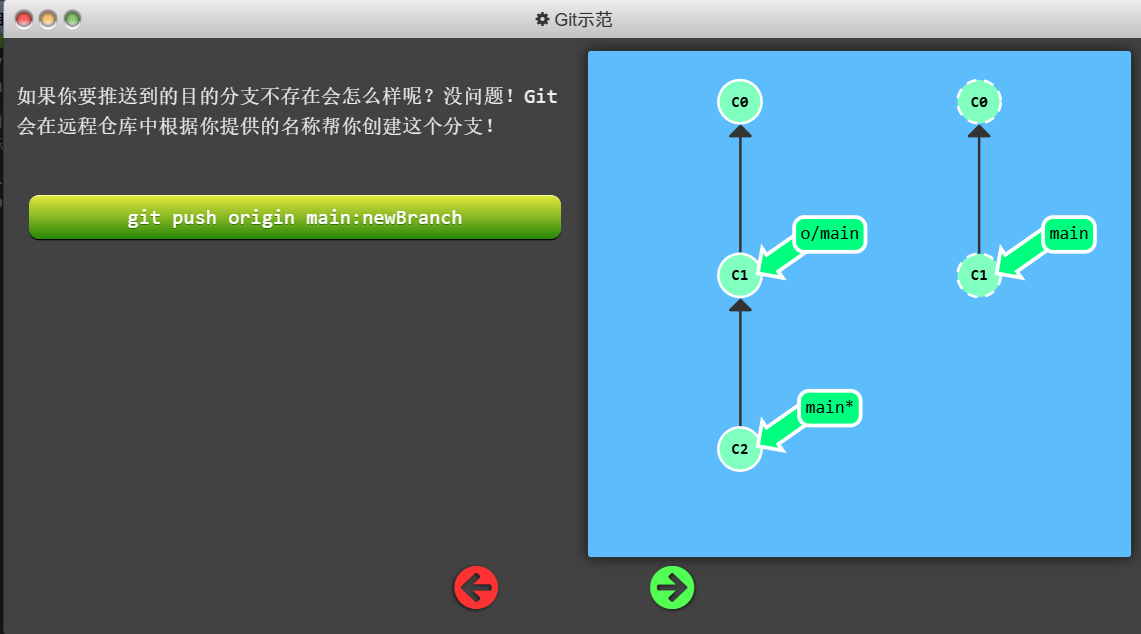 Git示范
如果你要推送到的目的分支不存在会怎么样呢？没问题！Git
会在远程仓库中根据你提供的名称帮你创建这个分支！
git push origin main:newBranch
C0
C0
o/main
main
C1
C1
main*
C2